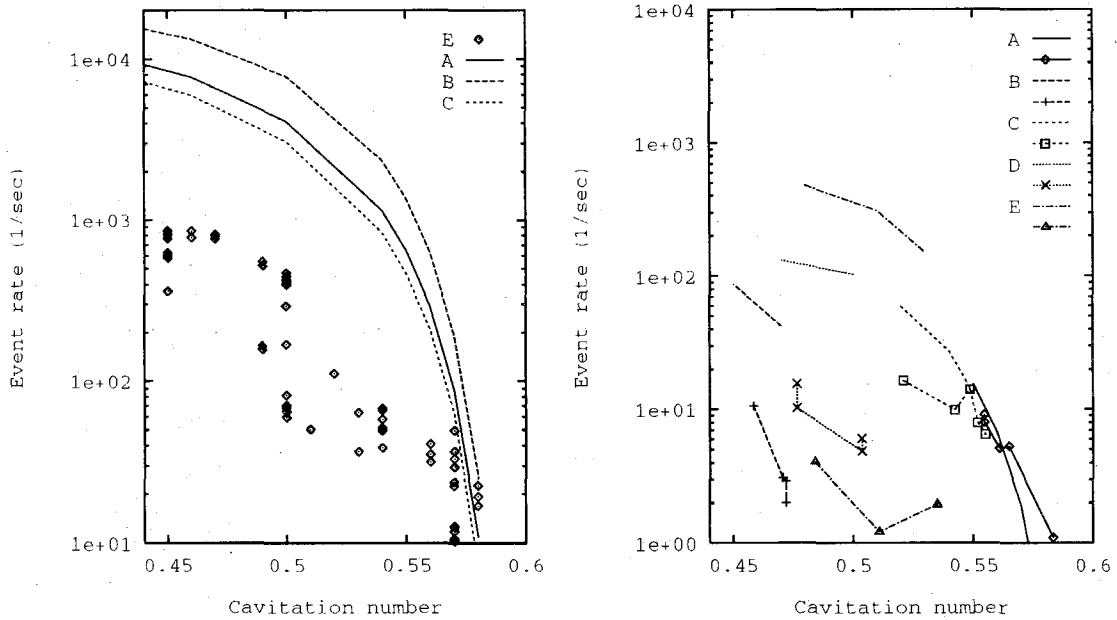 E
A
B
C
1e+04
1e+03
1e+02
1e+01
0.45
0.5
0.55
0.6
Event rate (1/sec)
Cavitation number
A
B
C
D
E
1e+04
1e+03
1e+02
1e+01
1e+00
0.45
0.5
0.55
0.6
Event rate (1/sec)
Cavitation number